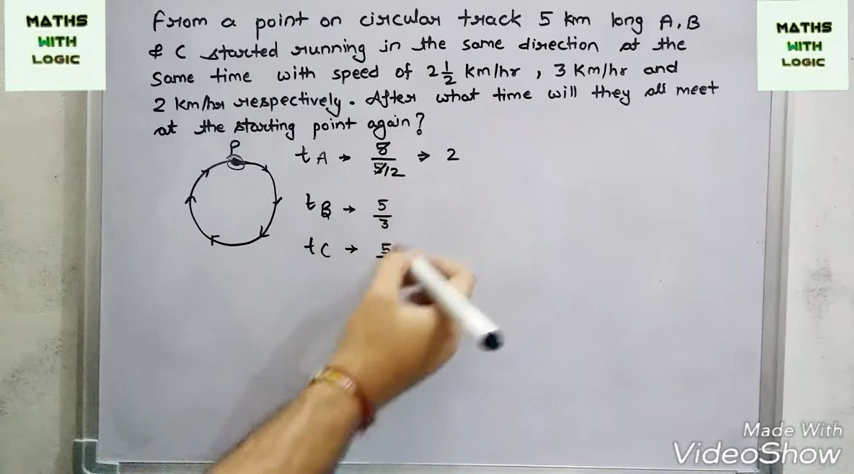 MATHS
WITH
LOGIC
MATHS
WITH
LOGIC
From a point on circular track 5 km long A, B
& C started running in the same direction at the
same time with speed of 2 1/2 km/hr, 3 km/hr and
2 km/hr respectively. After what time will they all meet
at the starting point again?
P
tA → 5/5/2 ⇒ 2
tB → 5/3
tC → 5
Made With
VideoShow